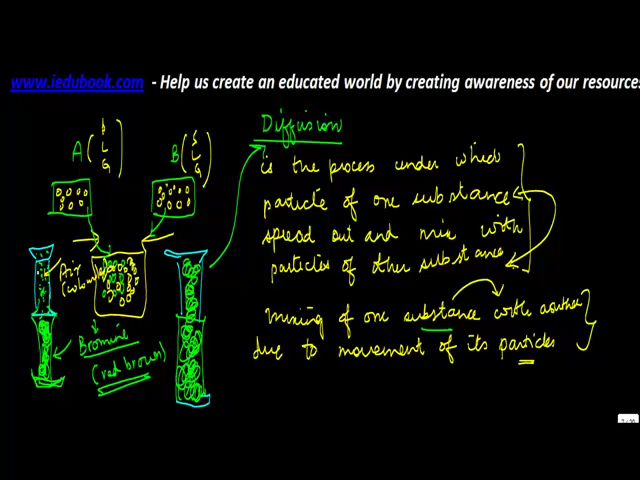 www.iedubook.com - Help us create an educated world by creating awareness of our resources
Diffusion
is the process under which
particle of one substance
spread out and mix with
particles of other substance
mixing of one substance with another
due to movement of its particles
A
S
L
G
B
S
L
G
Air
(colourless)
Bromine
(red brown)